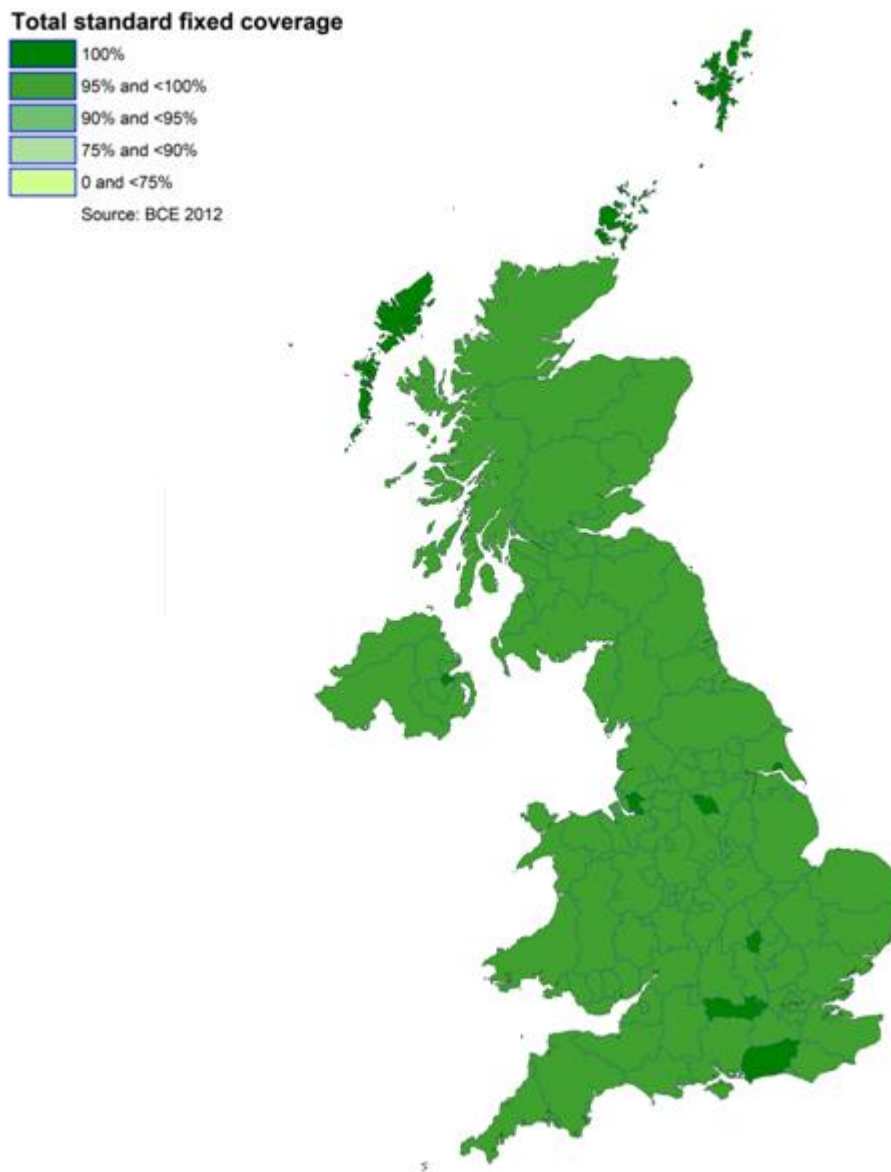 Total standard fixed coverage
100%
95% and <100%
90% and <95%
75% and <90%
0 and <75%
Source: BCE 2012